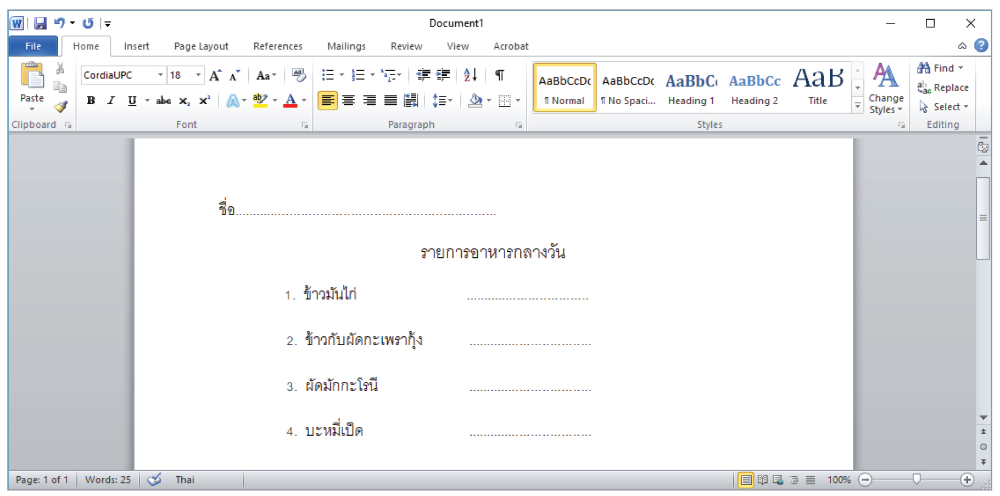 Document1
File Home Insert Page Layout References Mailings Review View Acrobat
CordiaUPC 18 Aa AaBbCcDc AaBbCcDc AaBbC AaBbCc AaB Find
Replace
Paste B I U abc x₂ x² ab A ¶ Normal ¶ No Spaci... Heading 1 Heading 2 Title Change Styles Select
Clipboard Font Paragraph Styles Editing
ชื่อ....................................................................
รายการอาหารกลางวัน
1. ข้าวมันไก่ ................................
2. ข้าวกับผัดกะเพรากุ้ง ................................
3. ผัดมักกะโรนี ................................
4. บะหมี่เป็ด ................................
Page: 1 of 1 Words: 25 Thai 100%